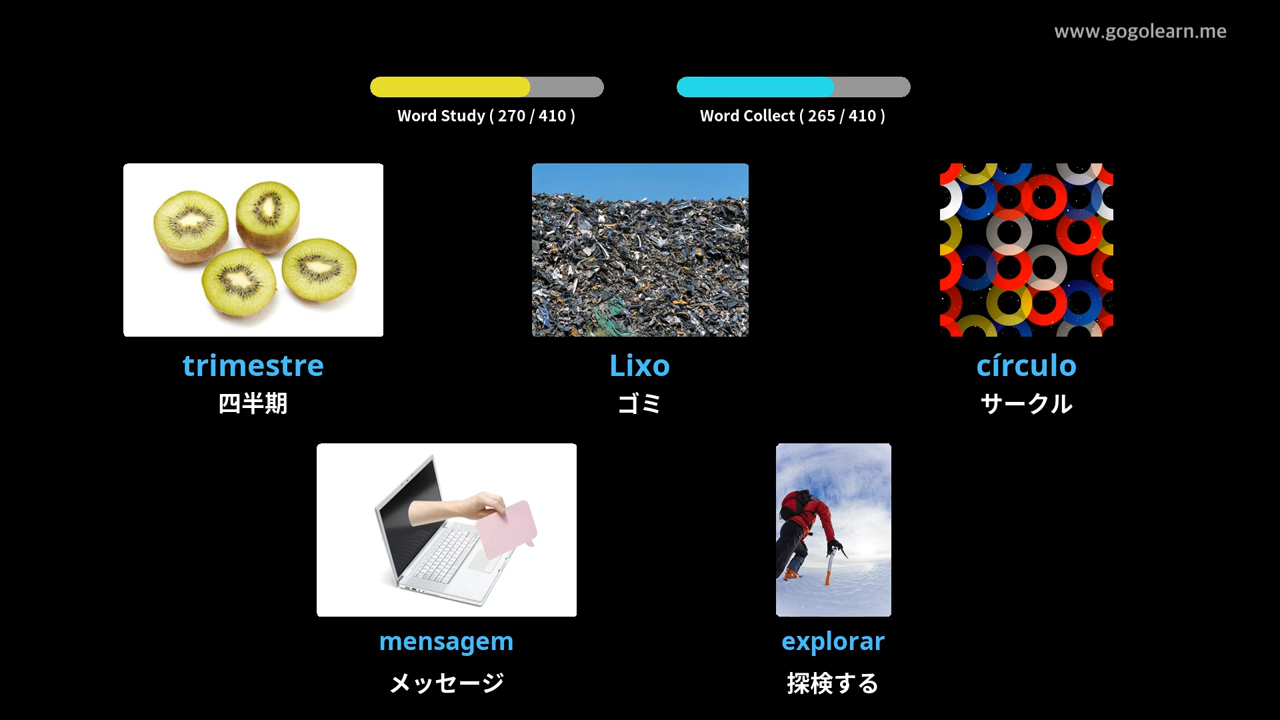 www.gogolearn.me
Word Study ( 270 / 410 )
Word Collect ( 265 / 410 )
trimestre
四半期
Lixo
ゴミ
círculo
サークル
mensagem
メッセージ
explorar
探検する